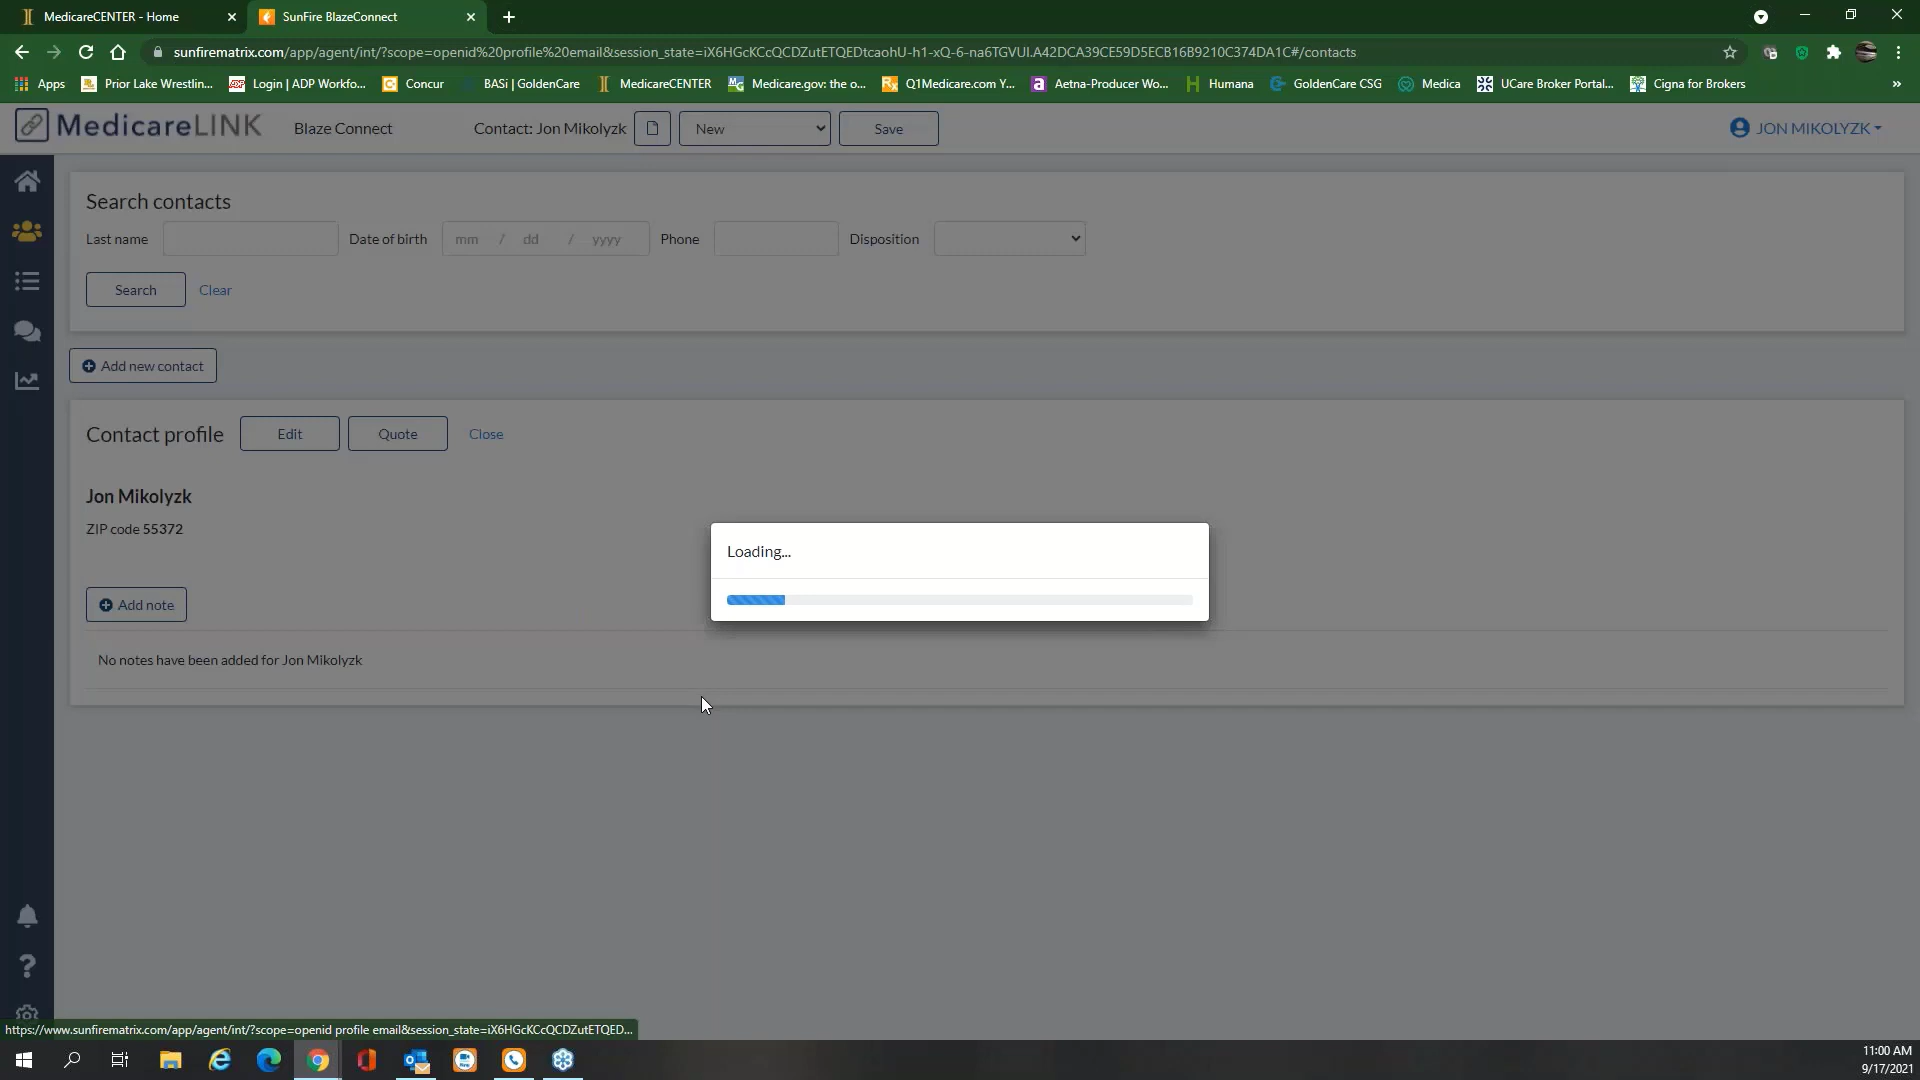 MedicareCENTER - Home
SunFire BlazeConnect
sunfirematrix.com/app/agent/int/?scope=openid%20profile%20email&session_state=iX6HGcKCcQCDZutETQEDtcaohU-h1-xQ-6-na6TGVUI.A42DCA39CE59D5ECB16B9210C374DA1C#/contacts
Apps Prior Lake Wrestlin... Login | ADP Workfo... Concur BASi | GoldenCare MedicareCENTER Medicare.gov: the o... Q1Medicare.com Y... Aetna-Producer Wo... Humana GoldenCare CSG Medica UCare Broker Portal... Cigna for Brokers »
MedicareLINK Blaze Connect Contact: Jon Mikolyzk New Save JON MIKOLYZK
Search contacts
Last name Date of birth mm / dd / yyyy Phone Disposition
Search Clear
Add new contact
Contact profile Edit Quote Close
Jon Mikolyzk
ZIP code 55372
Loading...
Add note
No notes have been added for Jon Mikolyzk
https://www.sunfirematrix.com/app/agent/int/?scope=openid profile email&session_state=iX6HGcKCcQCDZutETQED...
11:00 AM
9/17/2021